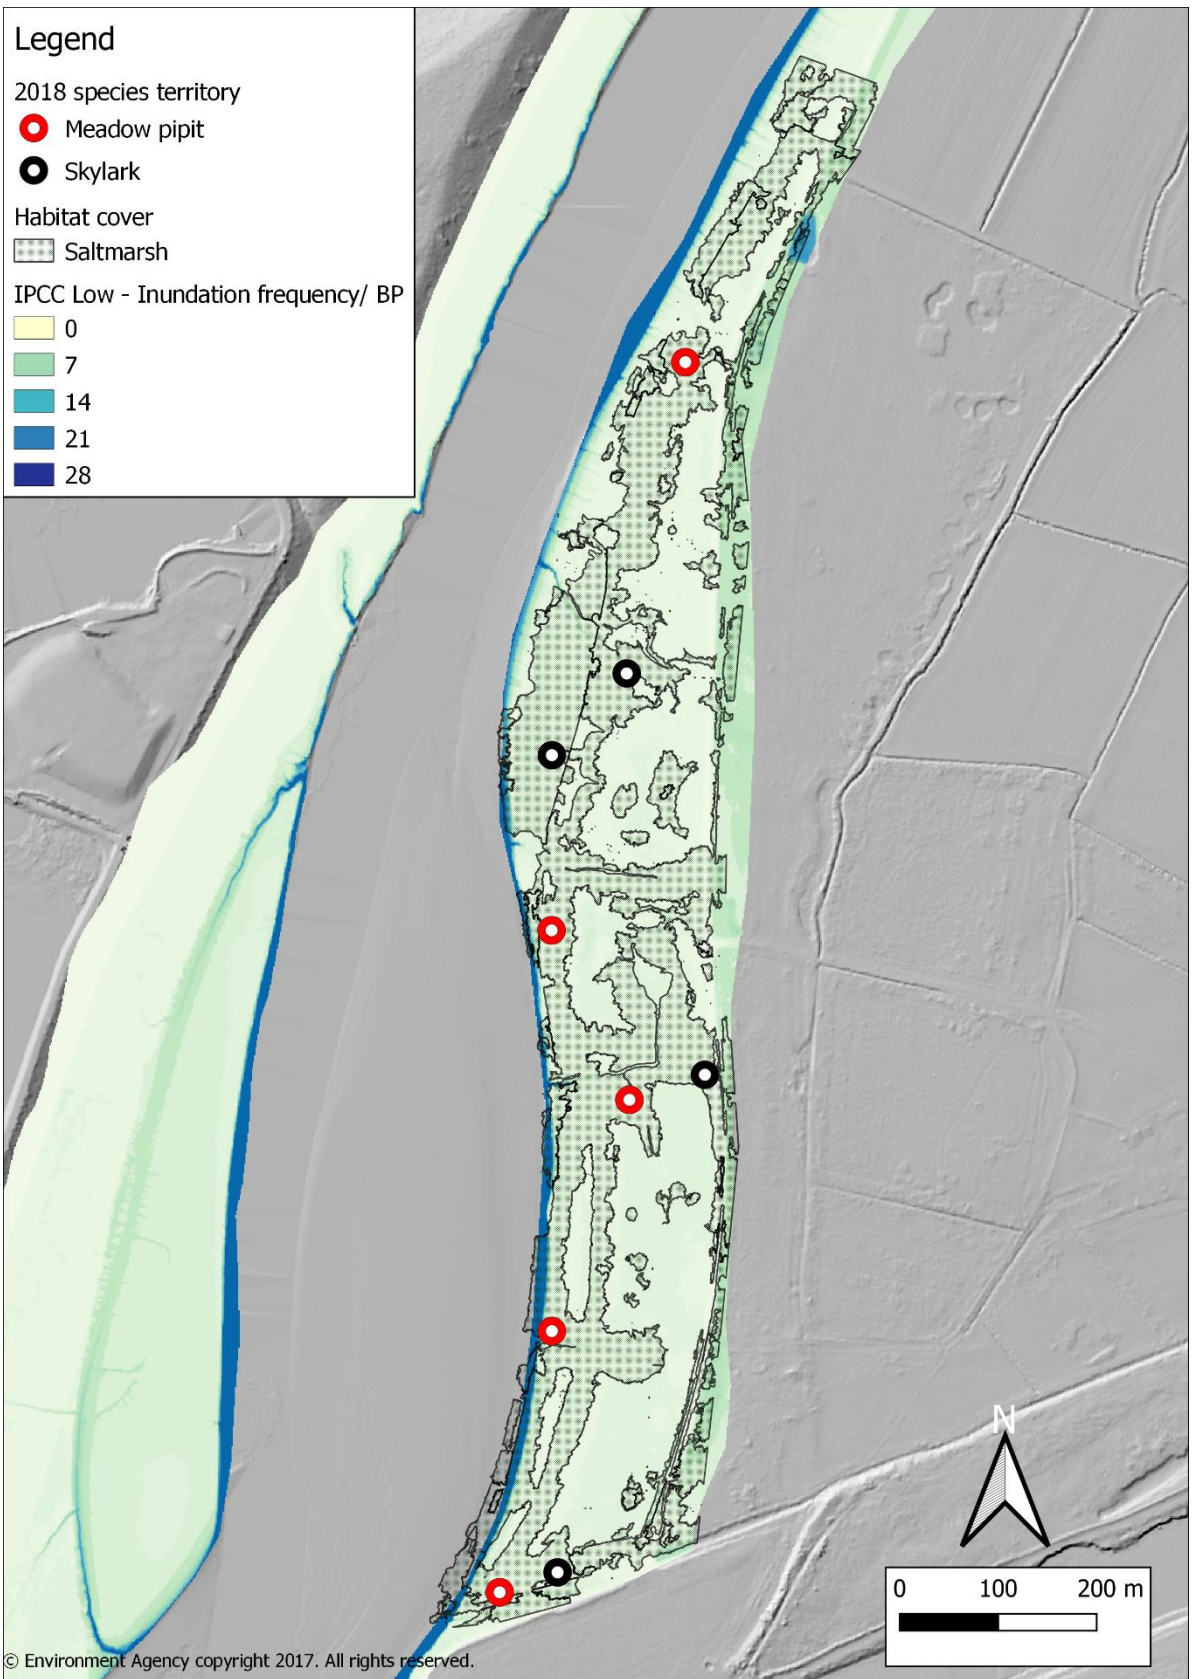 Legend
2018 species territory
Meadow pipit
Skylark
Habitat cover
Saltmarsh
IPCC Low - Inundation frequency/ BP
0
7
14
21
28
N
0 100 200 m
© Environment Agency copyright 2017. All rights reserved.